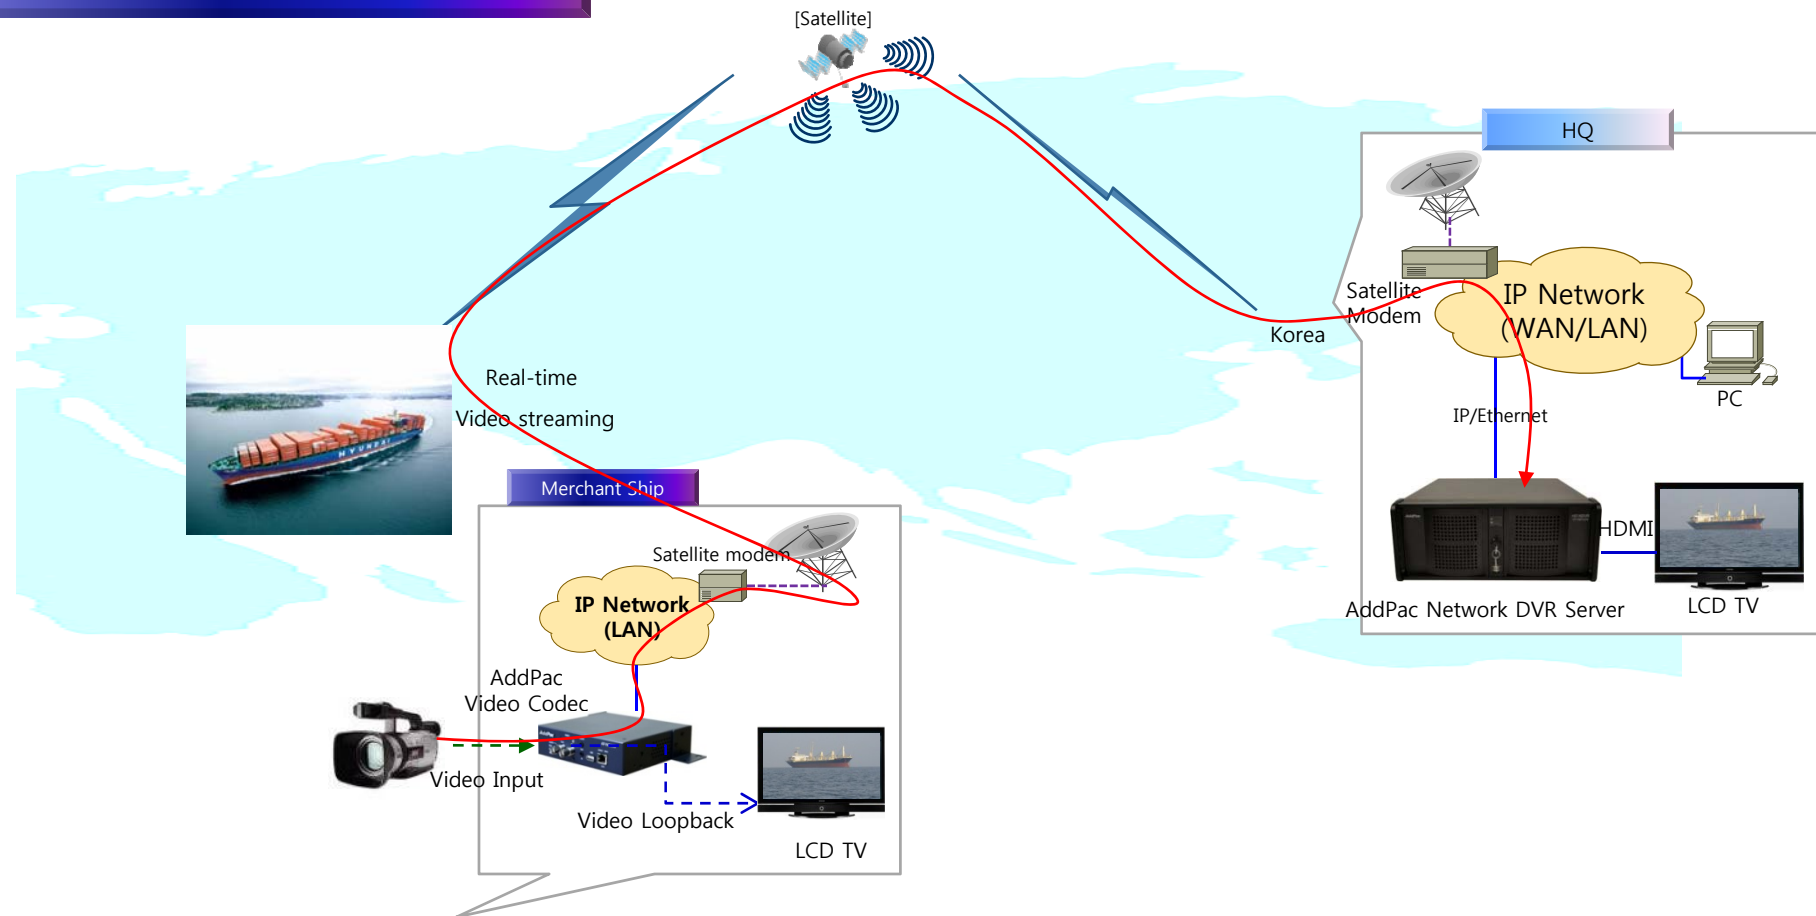 [Satellite]
HQ
Satellite
Modem
IP Network
(WAN/LAN)
Korea
PC
Real-time
Video streaming
IP/Ethernet
HYUNDAI
Merchant Ship
HDMI
Satellite modem
IP Network
(LAN)
AddPac Network DVR Server
LCD TV
AddPac
Video Codec
AddPac
Video Input
Video Loopback
LCD TV